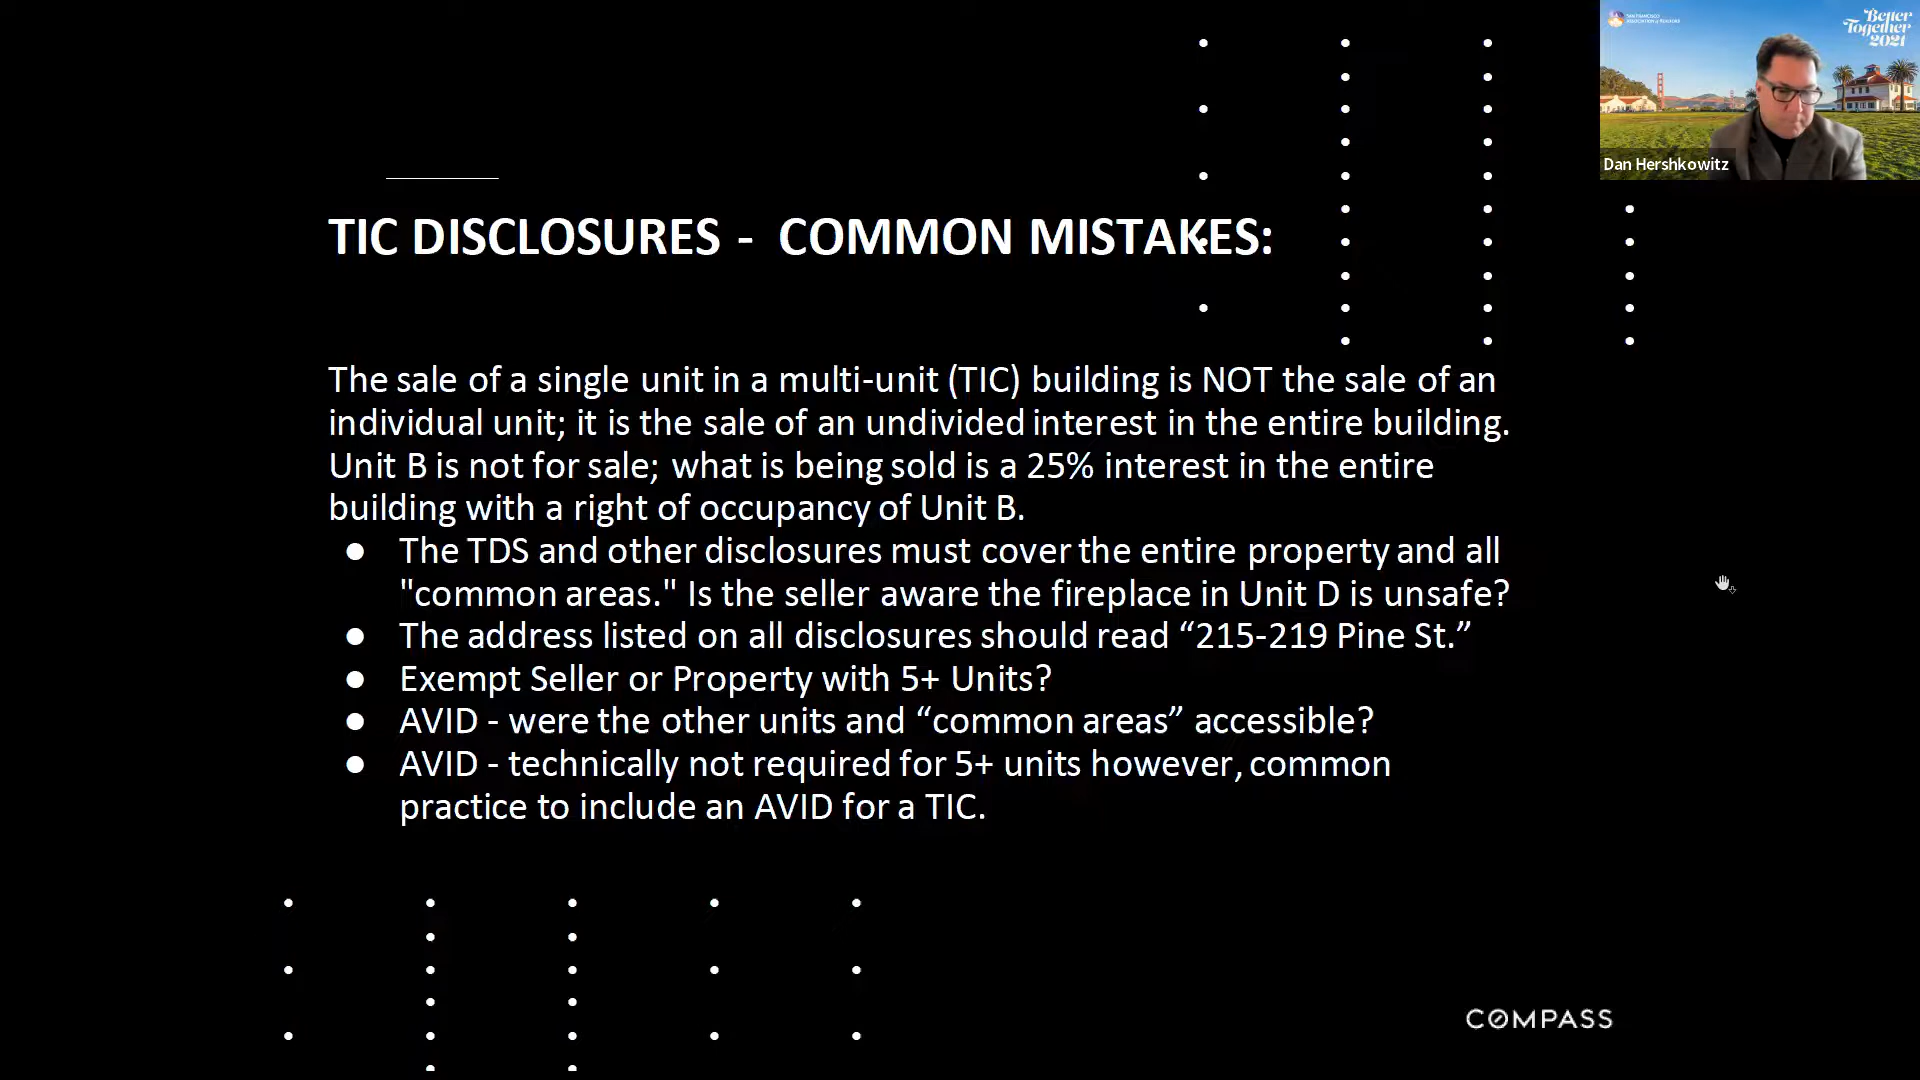 SAN FRANCISCO
ASSOCIATION of REALTORS
Better
Together
2021
Dan Hershkowitz
TIC DISCLOSURES -  COMMON MISTAKES:
The sale of a single unit in a multi-unit (TIC) building is NOT the sale of an
individual unit; it is the sale of an undivided interest in the entire building.
Unit B is not for sale; what is being sold is a 25% interest in the entire
building with a right of occupancy of Unit B.
● The TDS and other disclosures must cover the entire property and all
"common areas." Is the seller aware the fireplace in Unit D is unsafe?
● The address listed on all disclosures should read “215-219 Pine St.”
● Exempt Seller or Property with 5+ Units?
● AVID - were the other units and “common areas” accessible?
● AVID - technically not required for 5+ units however, common
practice to include an AVID for a TIC.
COMPASS